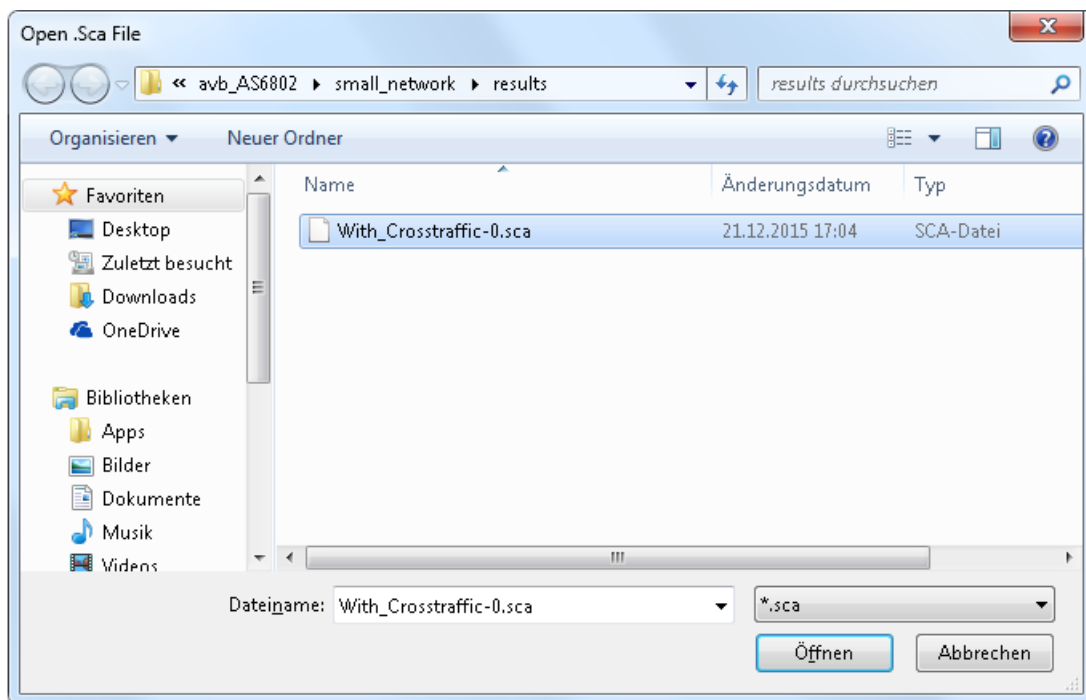 Open .Sca File
« avb_AS6802 small_network results
results durchsuchen
Organisieren Neuer Ordner
Name Änderungsdatum Typ
Favoriten
Desktop
Zuletzt besucht
Downloads
OneDrive
Bibliotheken
Apps
Bilder
Dokumente
Musik
Videos
With_Crosstraffic-0.sca 21.12.2015 17:04 SCA-Datei
Dateiname: With_Crosstraffic-0.sca *.sca
Öffnen Abbrechen